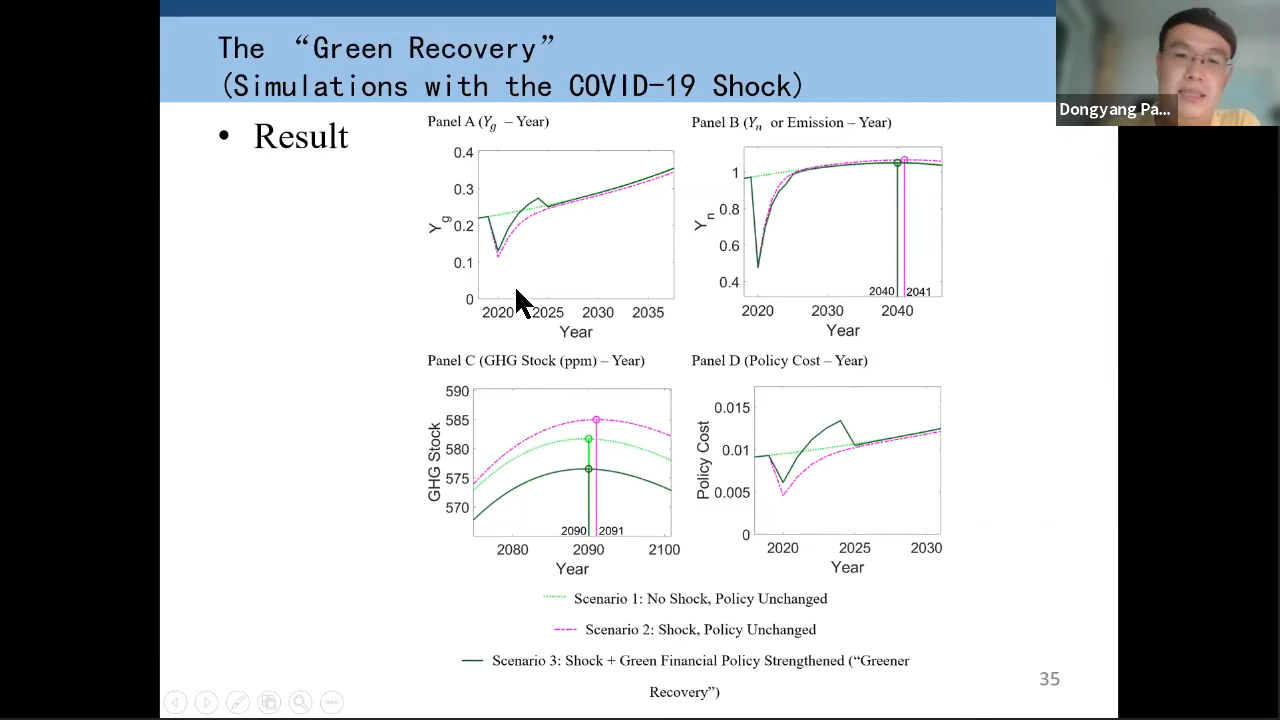 The “Green Recovery”
(Simulations with the COVID-19 Shock)
Dongyang Pa...
• Result
Panel A (Yg – Year)
0.4
0.3
0.2
0.1
0
Yg
2020 2025 2030 2035
Year
Panel B (Yn or Emission – Year)
1
0.8
0.6
0.4
Yn
2040 2041
2020 2030 2040
Year
Panel C (GHG Stock (ppm) – Year)
590
585
580
575
570
GHG Stock
2090 2091
2080 2090 2100
Year
Panel D (Policy Cost – Year)
0.015
0.01
0.005
0
Policy Cost
2020 2025 2030
Year
Scenario 1: No Shock, Policy Unchanged
Scenario 2: Shock, Policy Unchanged
Scenario 3: Shock + Green Financial Policy Strengthened (“Greener
Recovery”)
35